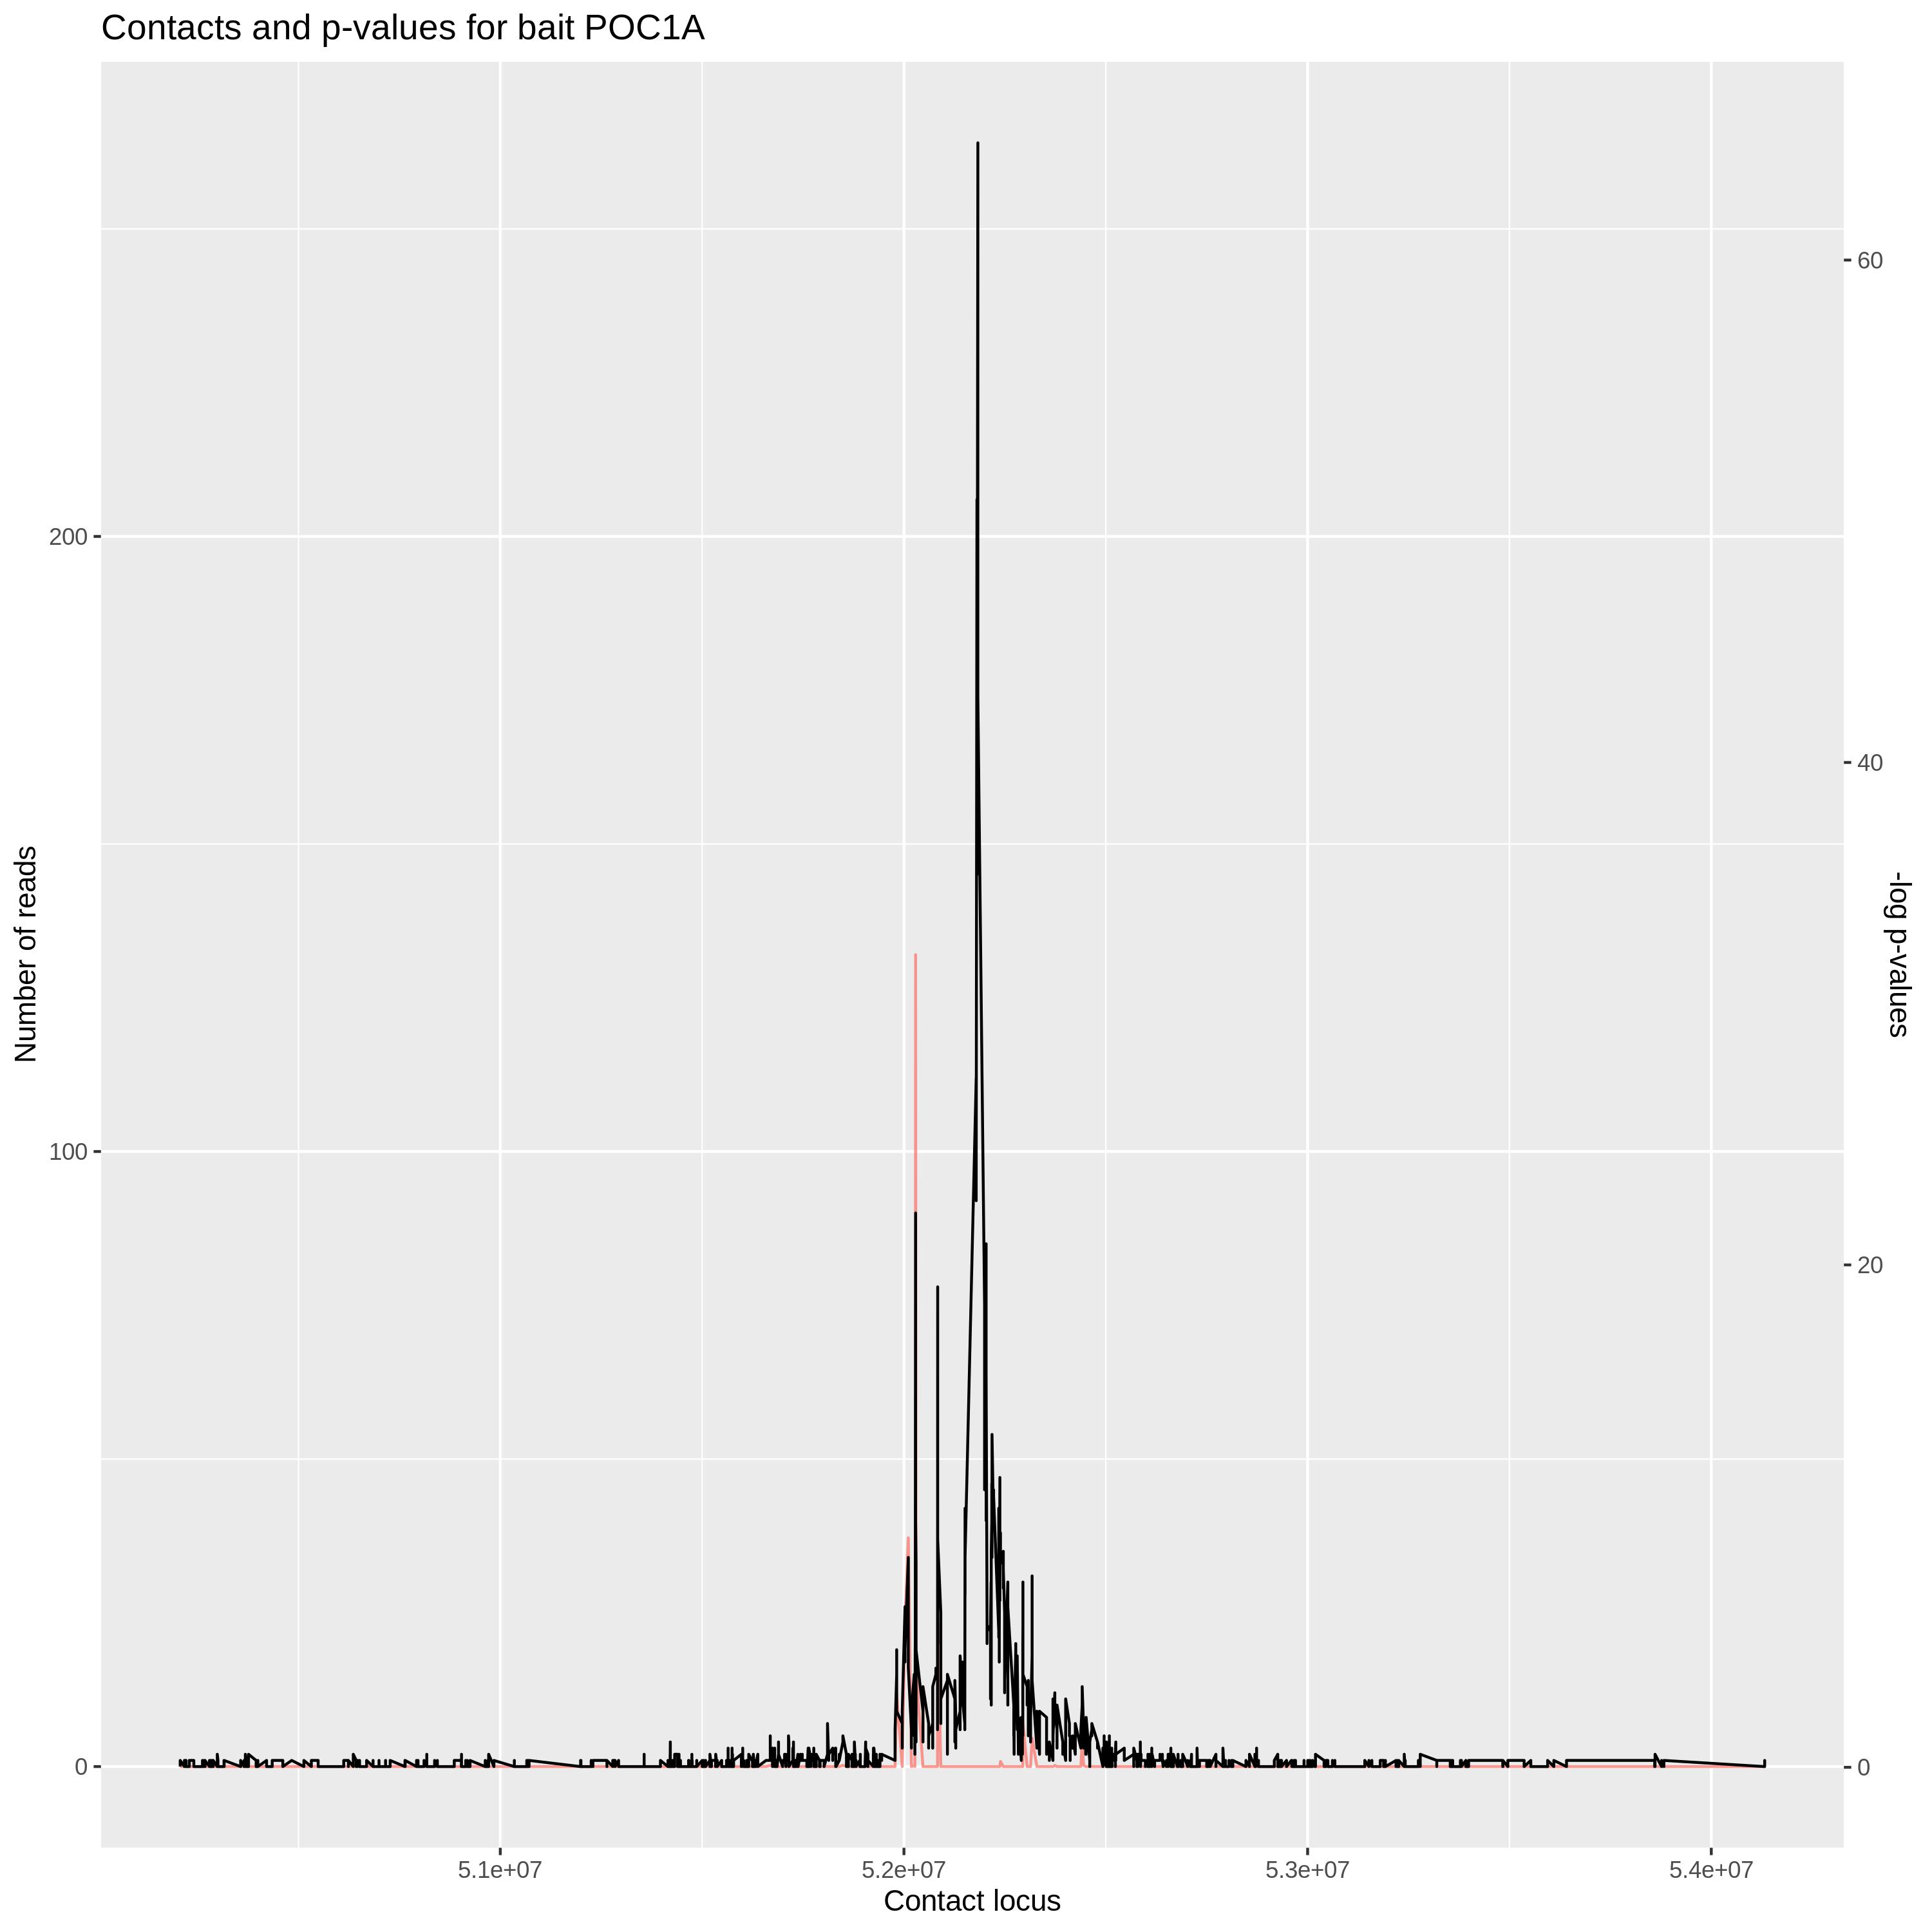 Contacts and p-values for bait POC1A
Number of reads
200
100
0
60
40
20
0
-log p-values
5.1e+07
5.2e+07
5.3e+07
5.4e+07
Contact locus